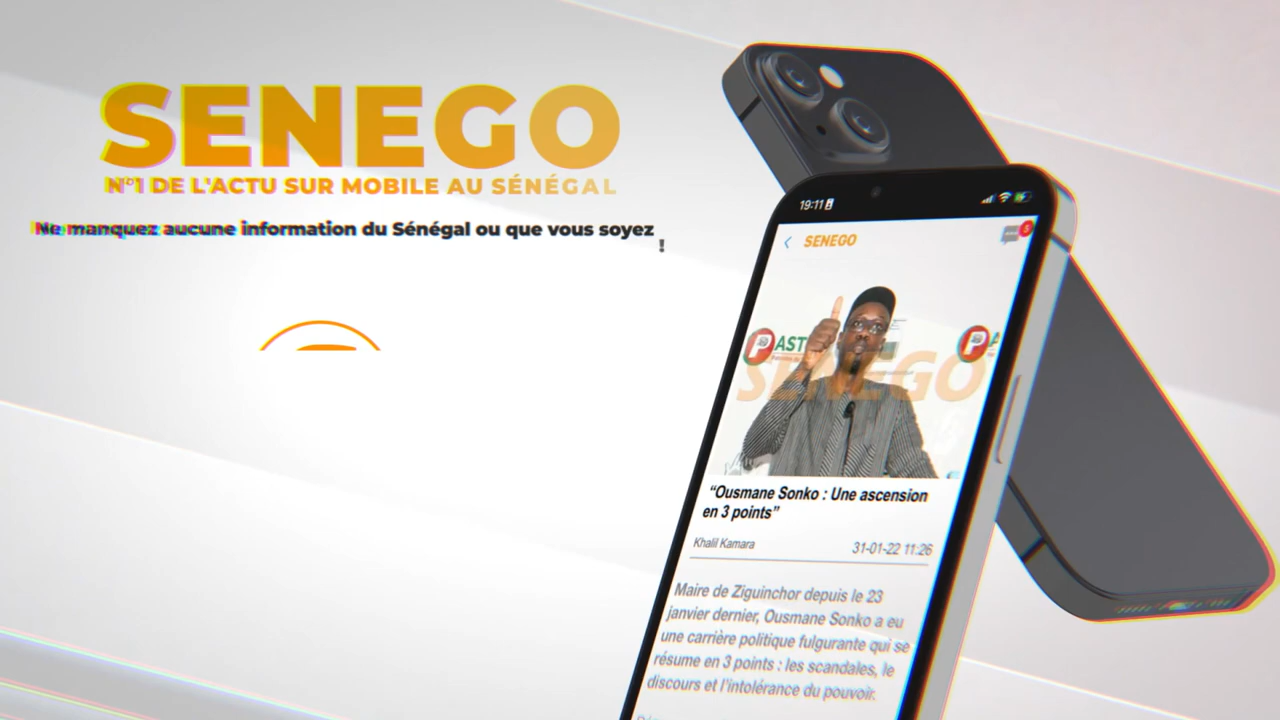 SENEGO
N°1 DE L'ACTU SUR MOBILE AU SÉNÉGAL
Ne manquez aucune information du Sénégal ou que vous soyez
!
19:11
SENEGO
5
PAST
SENEGO
“Ousmane Sonko : Une ascension
en 3 points”
Khalil Kamara 31-01-22 11:26
Maire de Ziguinchor depuis le 23
janvier dernier, Ousmane Sonko a eu
une carrière politique fulgurante qui se
résume en 3 points : les scandales, le
discours et l'intolérance du pouvoir.